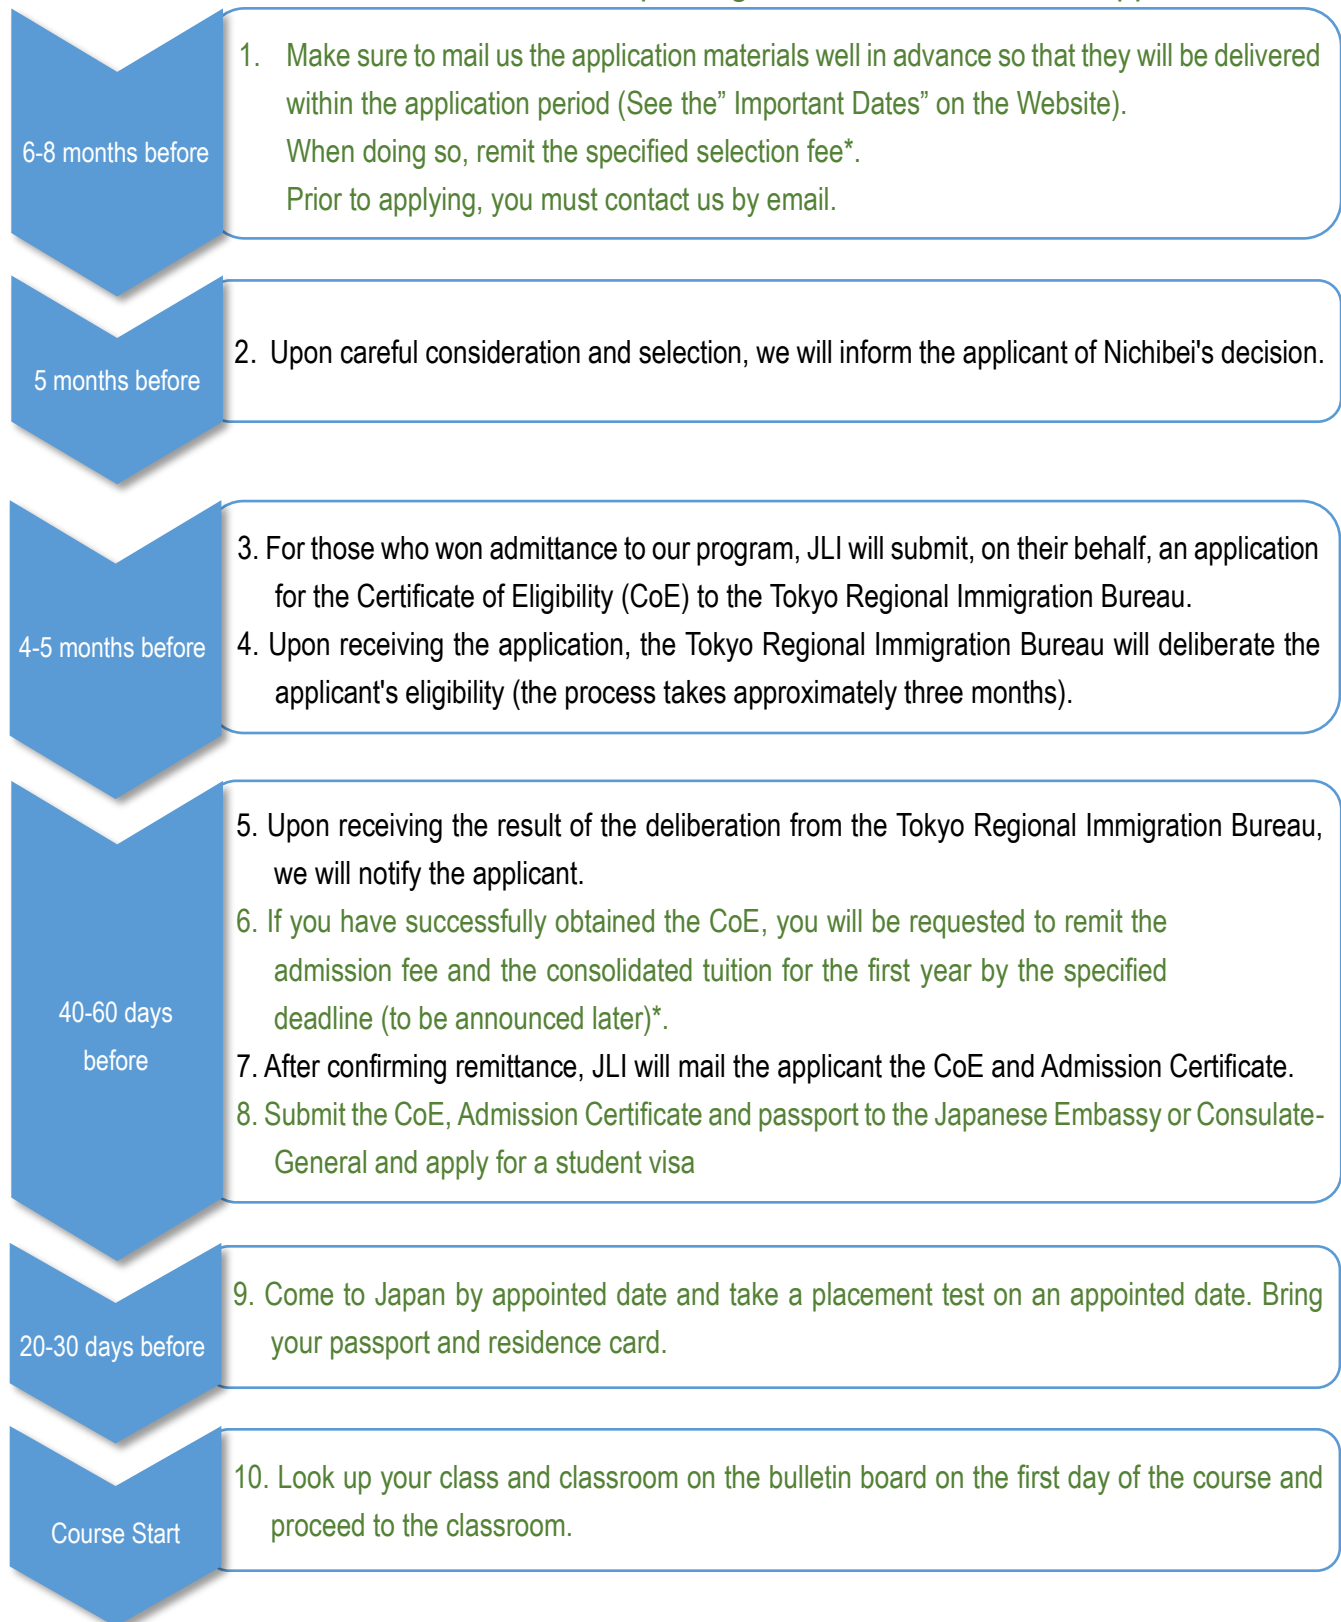 6-8 months before
1. Make sure to mail us the application materials well in advance so that they will be delivered
within the application period (See the” Important Dates” on the Website).
When doing so, remit the specified selection fee*.
Prior to applying, you must contact us by email.
5 months before
2. Upon careful consideration and selection, we will inform the applicant of Nichibei's decision.
4-5 months before
3. For those who won admittance to our program, JLI will submit, on their behalf, an application
for the Certificate of Eligibility (CoE) to the Tokyo Regional Immigration Bureau.
4. Upon receiving the application, the Tokyo Regional Immigration Bureau will deliberate the
applicant's eligibility (the process takes approximately three months).
40-60 days
before
5. Upon receiving the result of the deliberation from the Tokyo Regional Immigration Bureau,
we will notify the applicant.
6. If you have successfully obtained the CoE, you will be requested to remit the
admission fee and the consolidated tuition for the first year by the specified
deadline (to be announced later)*.
7. After confirming remittance, JLI will mail the applicant the CoE and Admission Certificate.
8. Submit the CoE, Admission Certificate and passport to the Japanese Embassy or Consulate-
General and apply for a student visa
20-30 days before
9. Come to Japan by appointed date and take a placement test on an appointed date. Bring
your passport and residence card.
Course Start
10. Look up your class and classroom on the bulletin board on the first day of the course and
proceed to the classroom.